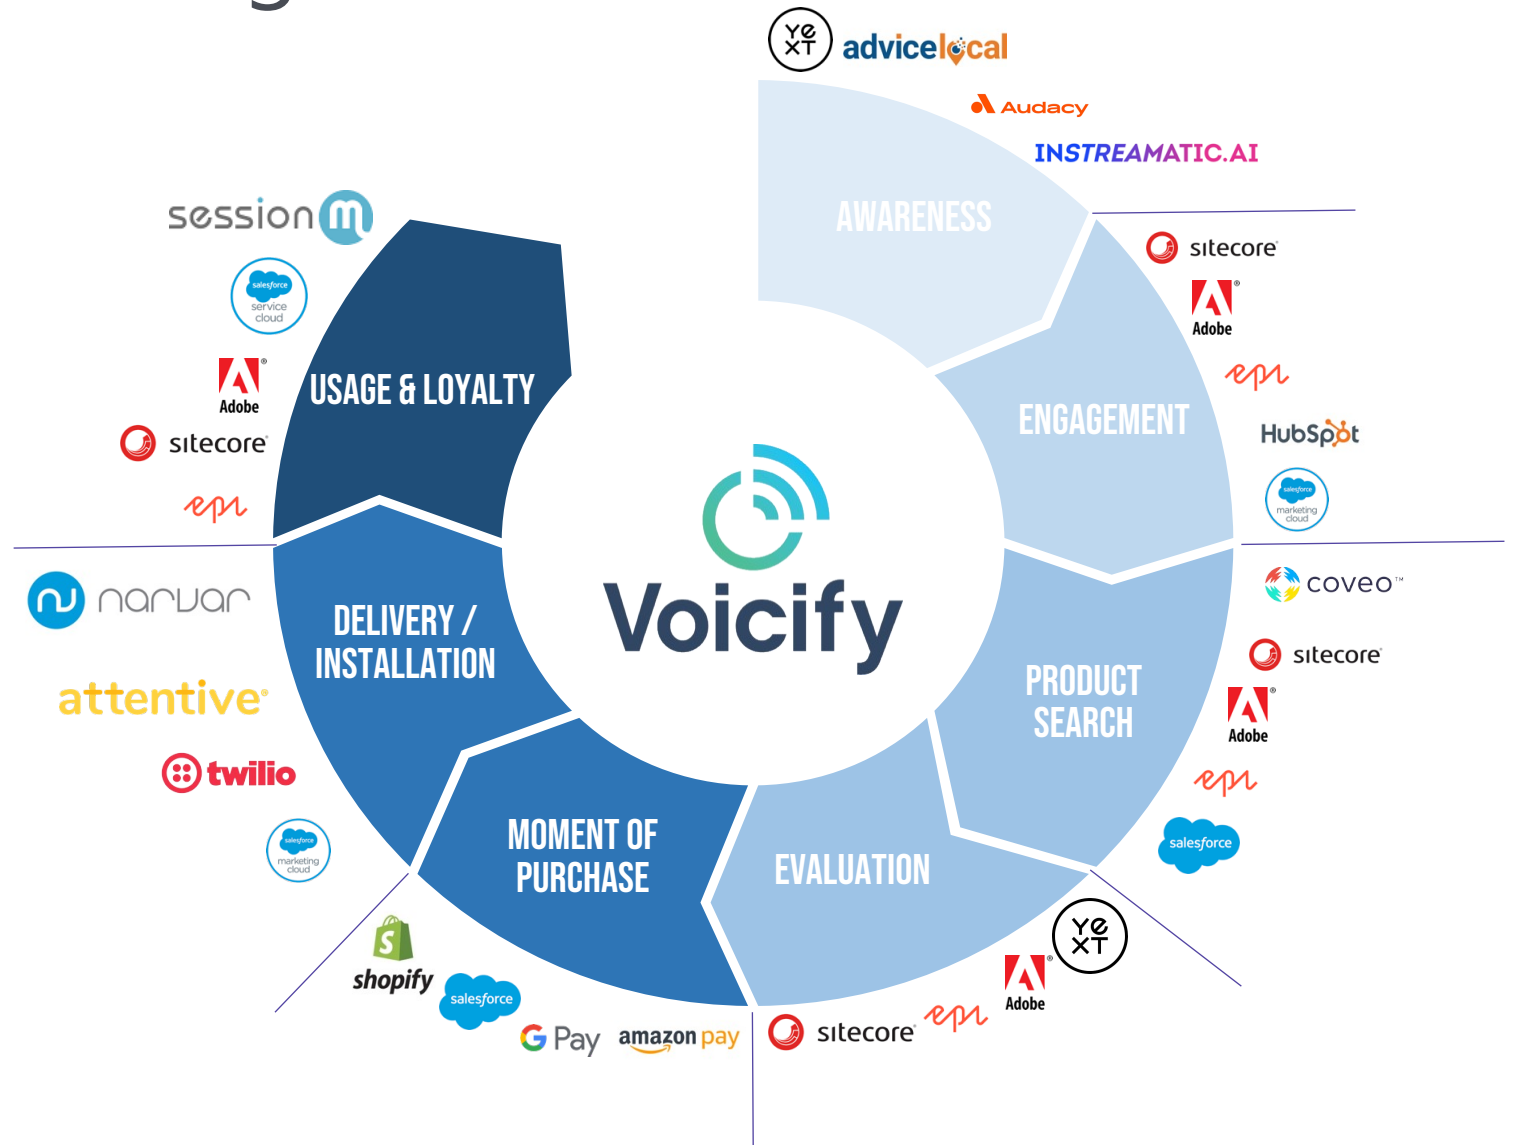 YEXT
advicelocal
Audacy
INSTREAMATIC.AI
AWARENESS
sitecore
Adobe
epi
HubSpot
salesforce
marketing
cloud
ENGAGEMENT
coveo™
sitecore
Adobe
epi
salesforce
PRODUCT
SEARCH
YEXT
Adobe
epi
sitecore
EVALUATION
shopify
salesforce
G Pay
amazon pay
MOMENT OF
PURCHASE
narvar
attentive®
twilio
salesforce
marketing
cloud
DELIVERY /
INSTALLATION
session m
salesforce
service
cloud
Adobe
sitecore
epi
USAGE & LOYALTY
Voicify